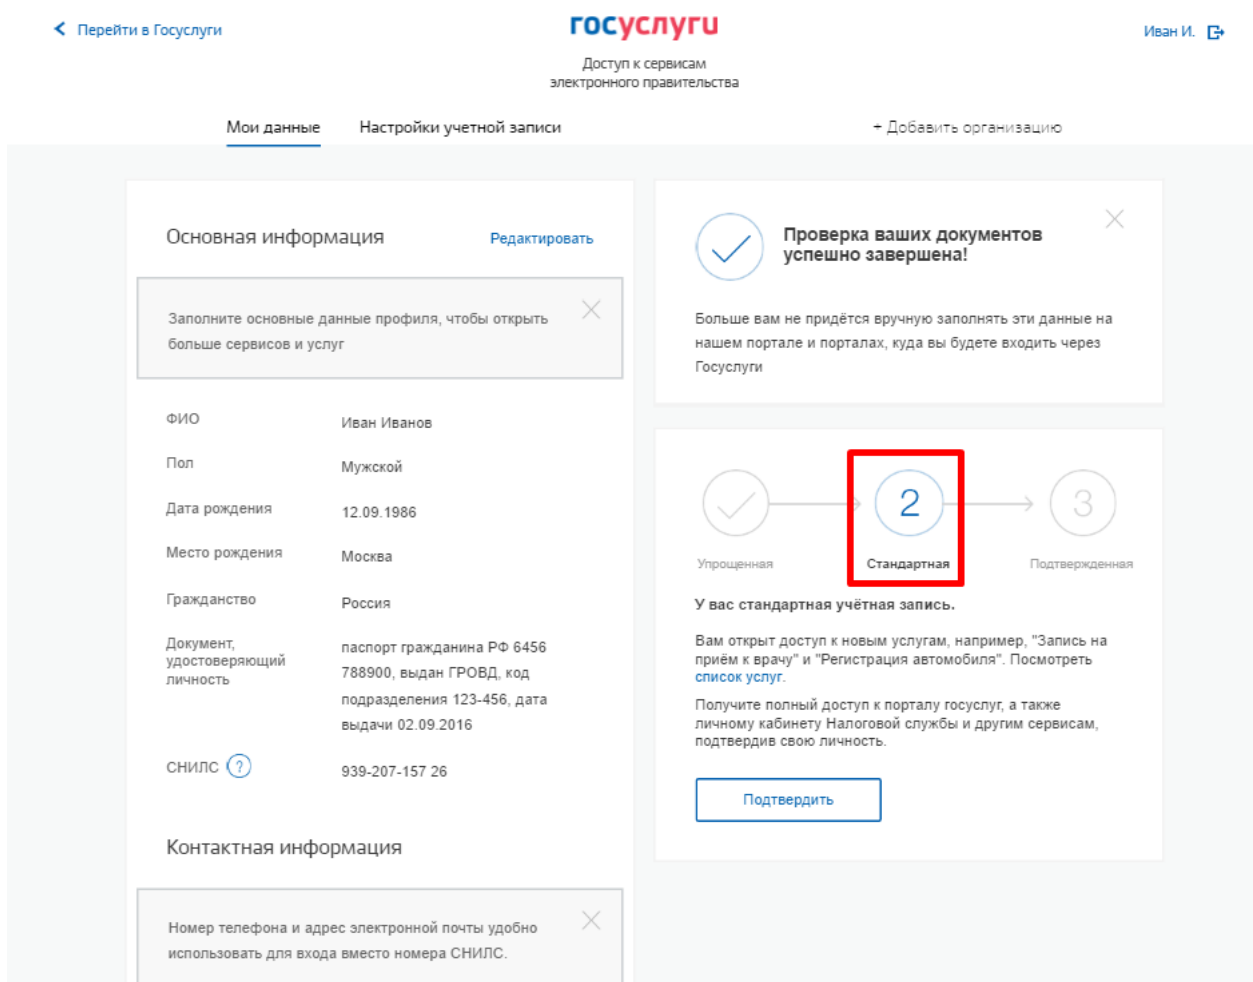 Перейти в Госуслуги
госуслуги
Иван И.
Доступ к сервисам
электронного правительства
Мои данные
Настройки учетной записи
+ Добавить организацию
Основная информация
Редактировать
Заполните основные данные профиля, чтобы открыть
больше сервисов и услуг
ФИО
Иван Иванов
Пол
Мужской
Дата рождения
12.09.1986
Место рождения
Москва
Гражданство
Россия
Документ,
удостоверяющий
личность
паспорт гражданина РФ 6456
788900, выдан ГРОВД, код
подразделения 123-456, дата
выдачи 02.09.2016
СНИЛС ?
939-207-157 26
Контактная информация
Номер телефона и адрес электронной почты удобно
использовать для входа вместо номера СНИЛС.
Проверка ваших документов
успешно завершена!
Больше вам не придётся вручную заполнять эти данные на
нашем портале и порталах, куда вы будете входить через
Госуслуги
2
3
Упрощенная
Стандартная
Подтвержденная
У вас стандартная учётная запись.
Вам открыт доступ к новым услугам, например, "Запись на
приём к врачу" и "Регистрация автомобиля". Посмотреть
список услуг.
Получите полный доступ к порталу госуслуг, а также
личному кабинету Налоговой службы и другим сервисам,
подтвердив свою личность.
Подтвердить